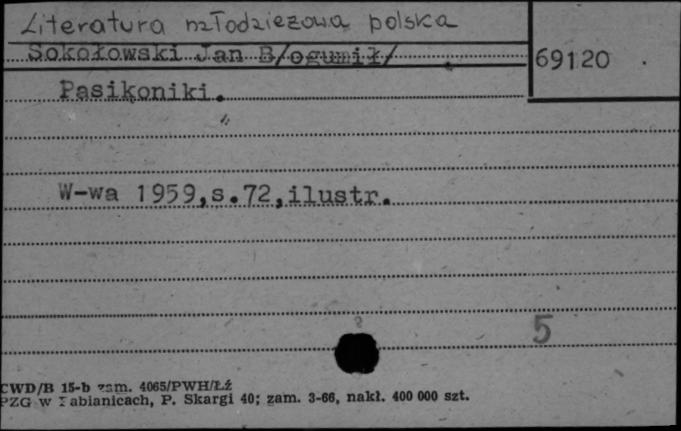 Literatura młodzieżowa polska
Sokołowski Jan B/ogumił/
69120
Pasikoniki.
W-wa 1959,s.72,ilustr.
5
CWD/B 15-b zam. 4065/PWH/Łź
PZG w Pabianicach, P. Skargi 40; zam. 3-66, nakł. 400 000 szt.